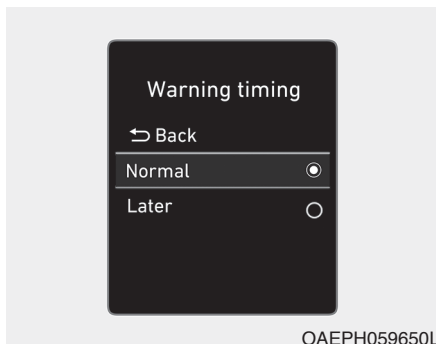 Warning timing
Back
Normal
Later
OAEPH059650L